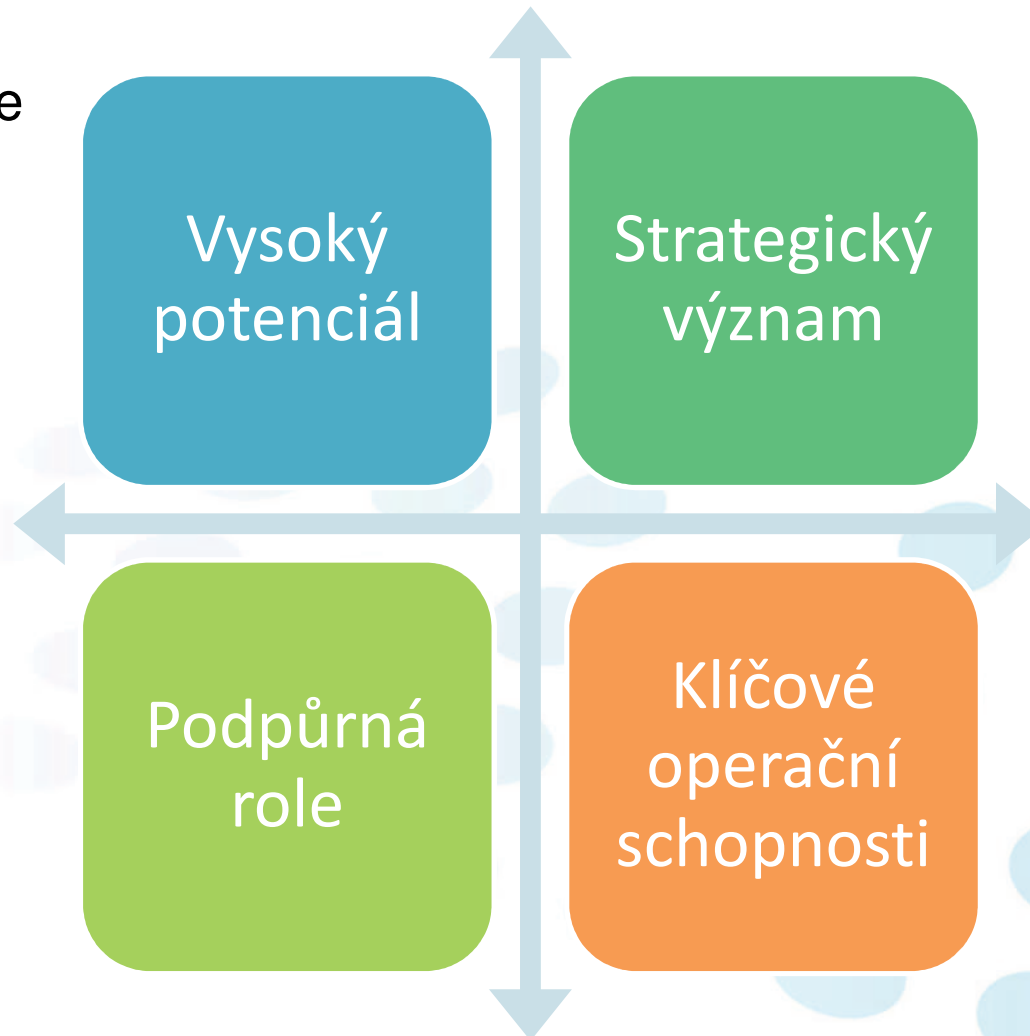 e
Vysoký
potenciál
Strategický
význam
Podpůrná
role
Klíčové
operační
schopnosti